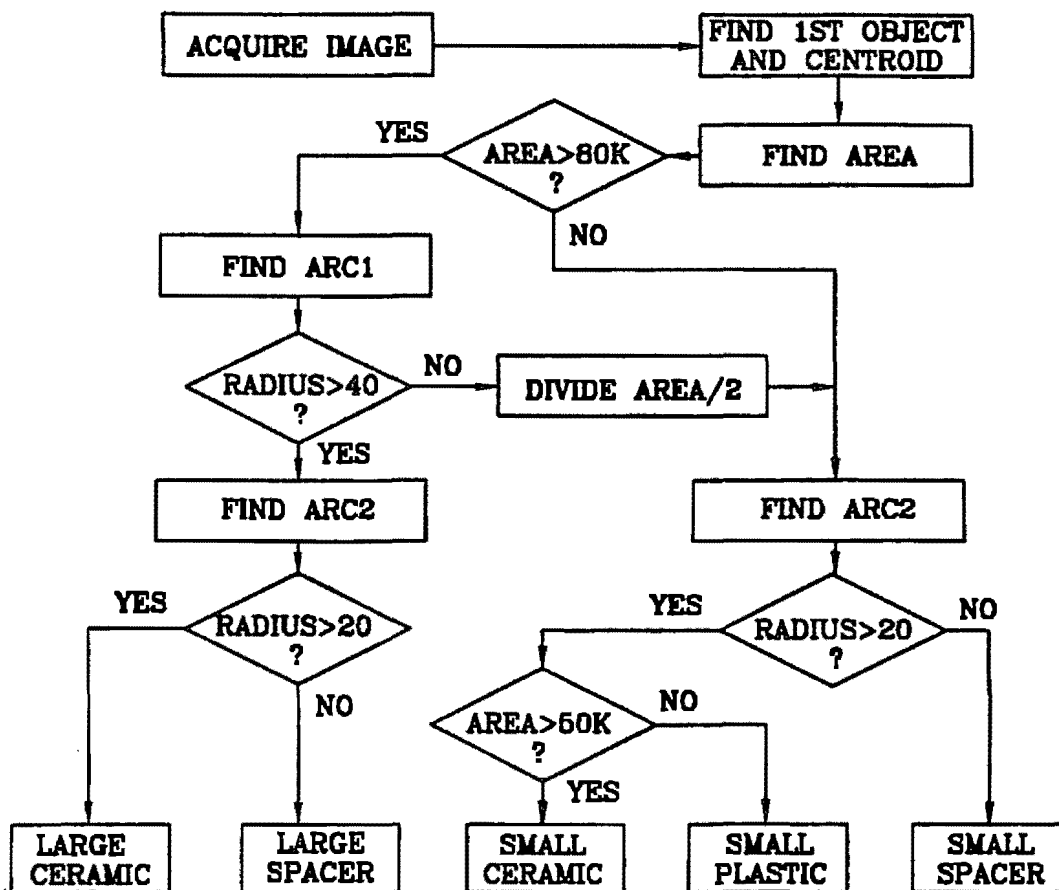 ACQUIRE IMAGE
FIND 1ST OBJECT
AND CENTROID
FIND AREA
AREA>80K
?
YES
NO
FIND ARC1
RADIUS>40
?
NO
DIVIDE AREA/2
YES
FIND ARC2
FIND ARC2
RADIUS>20
?
YES
NO
RADIUS>20
?
YES
NO
AREA>50K
?
NO
YES
LARGE
CERAMIC
LARGE
SPACER
SMALL
CERAMIC
SMALL
PLASTIC
SMALL
SPACER